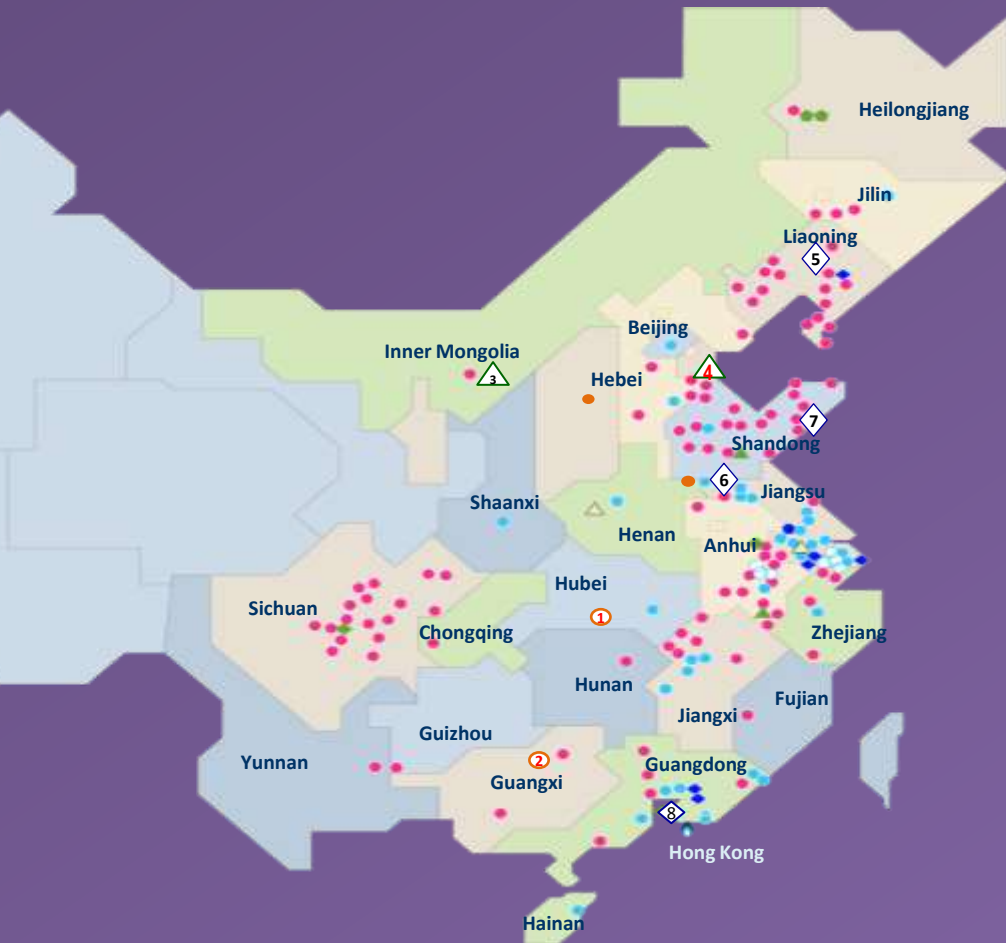 Heilongjiang
Jilin
Liaoning
5
Beijing
Inner Mongolia
3
4
Hebei
7
Shandong
6
Jiangsu
Shaanxi
Henan
Anhui
Hubei
Sichuan
1
Chongqing
Zhejiang
Hunan
Fujian
Jiangxi
Guizhou
Yunnan
2
Guangdong
Guangxi
8
Hong Kong
Hainan